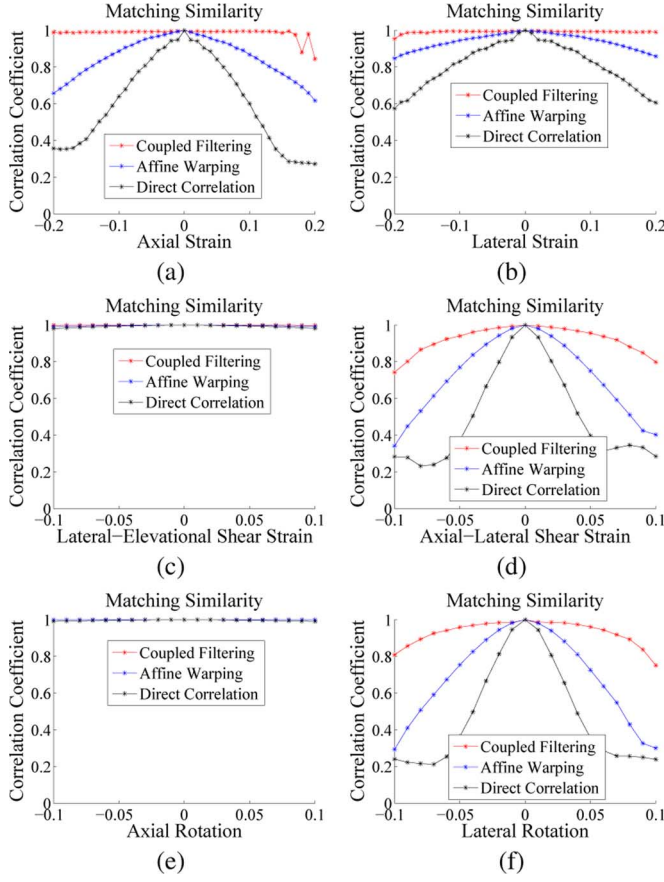 Matching Similarity
Correlation Coefficient
1
0.8
0.6
0.4
0.2
0
Coupled Filtering
Affine Warping
Direct Correlation
−0.2 −0.1 0 0.1 0.2
Axial Strain
(a)
Matching Similarity
Correlation Coefficient
1
0.8
0.6
0.4
0.2
0
Coupled Filtering
Affine Warping
Direct Correlation
−0.2 −0.1 0 0.1 0.2
Lateral Strain
(b)
Matching Similarity
Correlation Coefficient
1
0.8
0.6
0.4
0.2
0
Coupled Filtering
Affine Warping
Direct Correlation
−0.1 −0.05 0 0.05 0.1
Lateral−Elevational Shear Strain
(c)
Matching Similarity
Correlation Coefficient
1
0.8
0.6
0.4
0.2
0
Coupled Filtering
Affine Warping
Direct Correlation
−0.1 −0.05 0 0.05 0.1
Axial−Lateral Shear Strain
(d)
Matching Similarity
Correlation Coefficient
1
0.8
0.6
0.4
0.2
0
Coupled Filtering
Affine Warping
Direct Correlation
−0.1 −0.05 0 0.05 0.1
Axial Rotation
(e)
Matching Similarity
Correlation Coefficient
1
0.8
0.6
0.4
0.2
0
Coupled Filtering
Affine Warping
Direct Correlation
−0.1 −0.05 0 0.05 0.1
Lateral Rotation
(f)